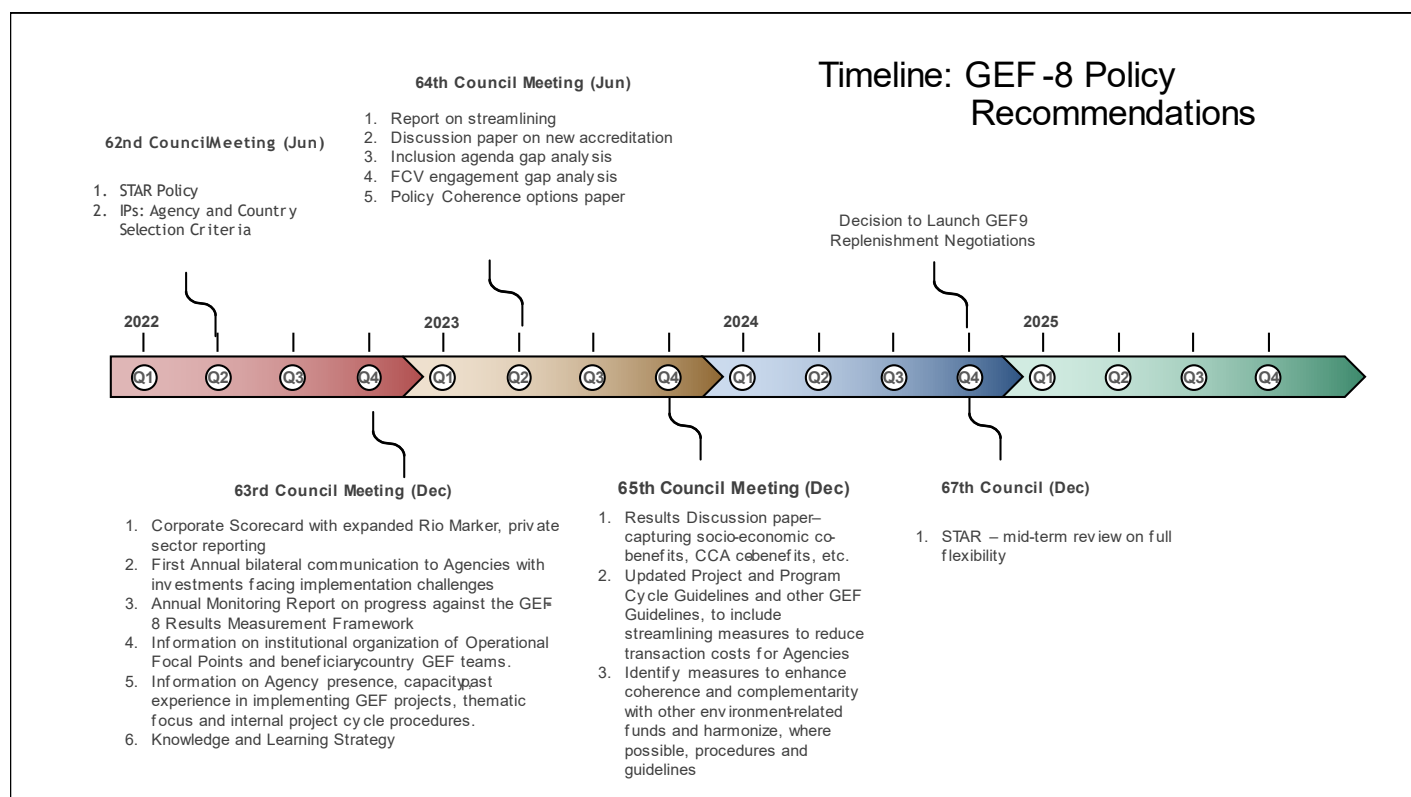 Timeline: GEF -8 Policy
Recommendations
64th Council Meeting (Jun)
1. Report on streamlining
2. Discussion paper on new accreditation
3. Inclusion agenda gap analysis
4. FCV engagement gap analysis
5. Policy Coherence options paper
62nd CouncilMeeting (Jun)
1. STAR Policy
2. IPs: Agency and Country
Selection Criteria
Decision to Launch GEF9
Replenishment Negotiations
2022
2023
2024
2025
Q1 Q2 Q3 Q4 Q1 Q2 Q3 Q4 Q1 Q2 Q3 Q4 Q1 Q2 Q3 Q4
63rd Council Meeting (Dec)
1. Corporate Scorecard with expanded Rio Marker, private
sector reporting
2. First Annual bilateral communication to Agencies with
investments facing implementation challenges
3. Annual Monitoring Report on progress against the GEF-
8 Results Measurement Framework
4. Information on institutional organization of Operational
Focal Points and beneficiary-country GEF teams.
5. Information on Agency presence, capacity, past
experience in implementing GEF projects, thematic
focus and internal project cycle procedures.
6. Knowledge and Learning Strategy
65th Council Meeting (Dec)
1. Results Discussion paper–
capturing socio-economic co-
benefits, CCA co-benefits, etc.
2. Updated Project and Program
Cycle Guidelines and other GEF
Guidelines, to include
streamlining measures to reduce
transaction costs for Agencies
3. Identify measures to enhance
coherence and complementarity
with other environment-related
funds and harmonize, where
possible, procedures and
guidelines
67th Council (Dec)
1. STAR – mid-term review on full
flexibility